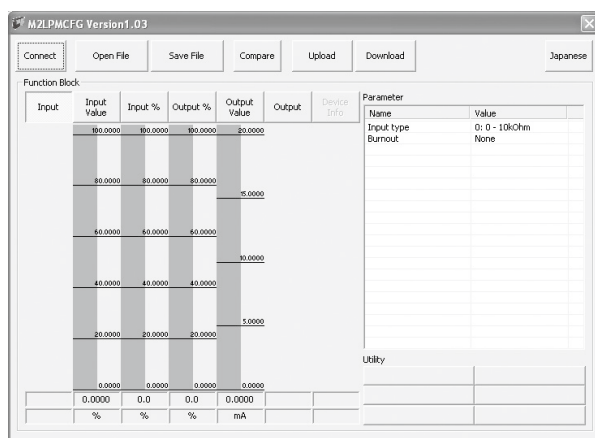 M2LPMCFG Version1.03
Connect Open File Save File Compare Upload Download Japanese
Function Block
Input Input Value Input % Output % Output Value Output Device Info
100.0000 100.0000 100.0000 20.0000
80.0000 80.0000 80.0000
15.0000
60.0000 60.0000 60.0000
10.0000
40.0000 40.0000 40.0000
5.0000
20.0000 20.0000 20.0000
0.0000 0.0000 0.0000 0.0000
0.0000 0.0 0.0 0.0000
% % % mA
Parameter
Name Value
Input type 0: 0 - 10kOhm
Burnout None
Utility